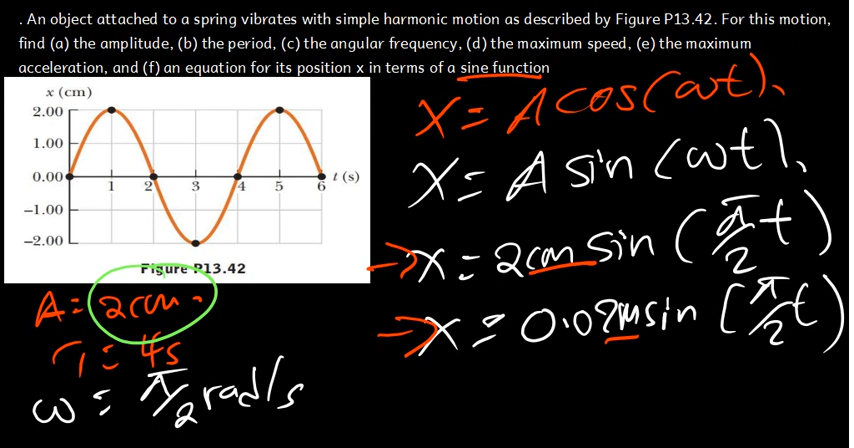 . An object attached to a spring vibrates with simple harmonic motion as described by Figure P13.42. For this motion,
find (a) the amplitude, (b) the period, (c) the angular frequency, (d) the maximum speed, (e) the maximum
acceleration, and (f) an equation for its position x in terms of a sine function
x (cm)
2.00
1.00
0.00
-1.00
-2.00
1 2 3 4 5 6 t (s)
Figure P13.42
x = A cos(ωt).
x = A sin(ωt).
→ x = 2cm sin(π/2 t)
→ x = 0.02m sin(π/2 t)
A = 2cm
T = 4s
ω = π/2 rad/s